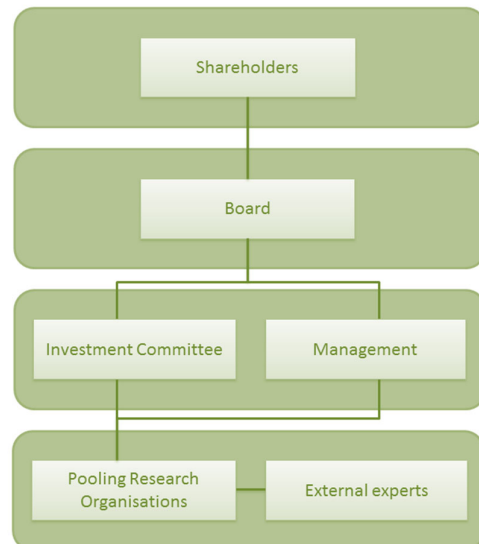 Shareholders
Board
Investment Committee
Management
Pooling Research
Organisations
External experts